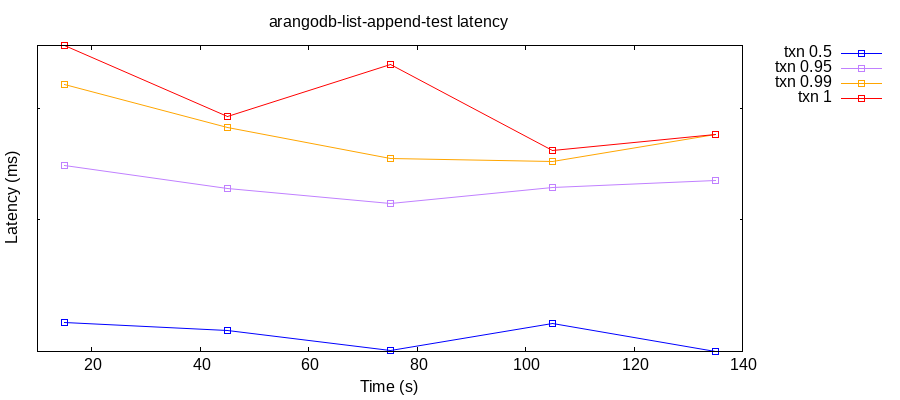 arangodb-list-append-test latency
txn 0.5
txn 0.95
txn 0.99
txn 1
Latency (ms)
20 40 60 80 100 120 140
Time (s)